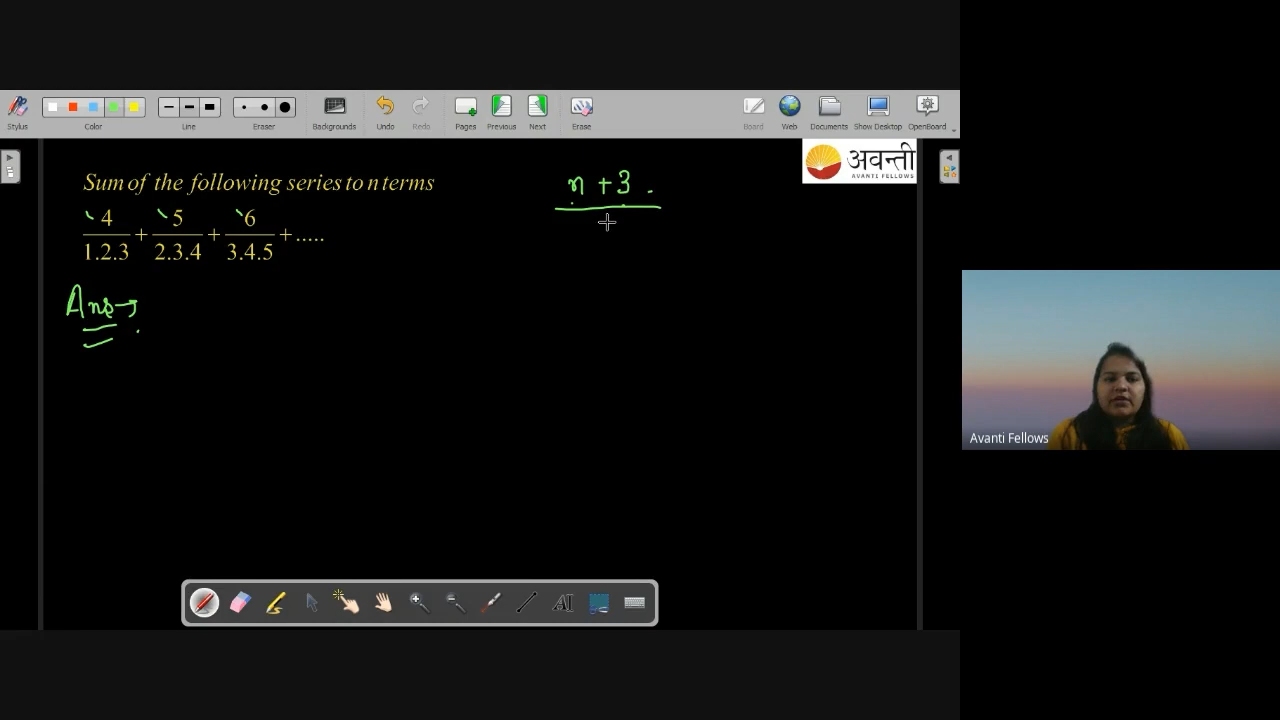 Stylus
Color
Line
Eraser
Backgrounds
Undo
Redo
Pages
Previous
Next
Erase
Board
Web
Documents
Show Desktop
OpenBoard
अवन्ती
AVANTI FELLOWS
Sum of the following series to n terms
4/1.2.3 + 5/2.3.4 + 6/3.4.5 + .....
n + 3 .
Ans →
AI
Avanti Fellows